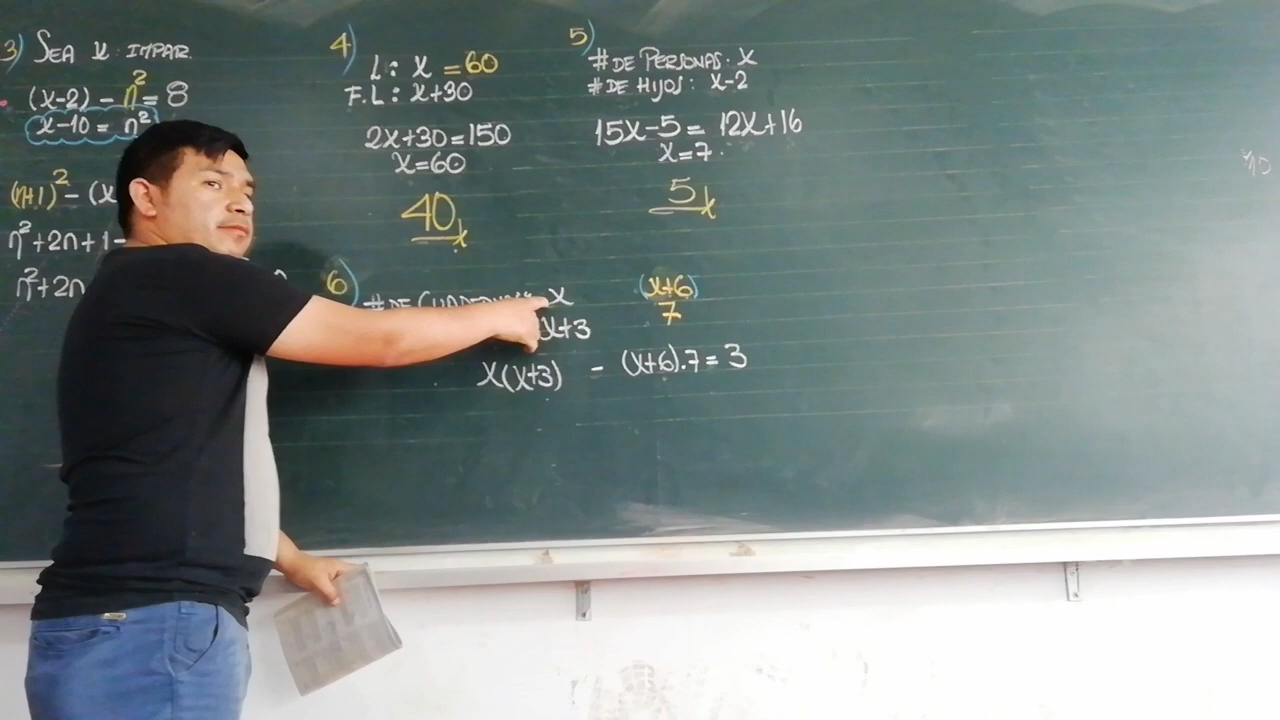 3) SEA x: IMPAR.
(x-2) - n² = 8
x-10 = n²
(n+1)² - (x
n²+2n+1-
n²+2n
4)
L: x = 60
F.L: x+30
2x+30=150
x=60
40
5)
# DE PERSONAS: x
# DE HIJOS: x-2
15x-5 = 12x+16
x=7.
5
6)
# DE x
x+3
(x+6)
7
x(x+3) - (x+6).7 = 3